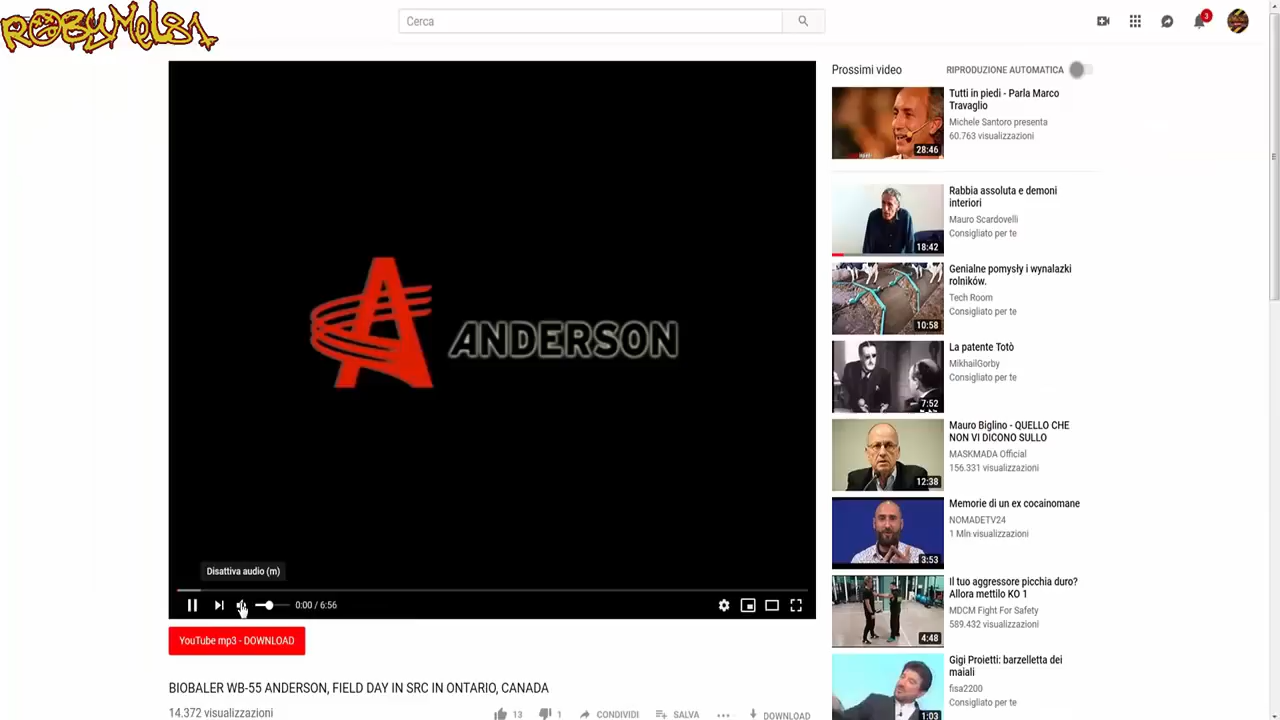 ROBYMEL81
Cerca
3
ANDERSON
Disattiva audio (m)
0:00 / 6:56
YouTube mp3 - DOWNLOAD
BIOBALER WB-55 ANDERSON, FIELD DAY IN SRC IN ONTARIO, CANADA
14.372 visualizzazioni
13
1
CONDIVIDI
SALVA
DOWNLOAD
Prossimi video
RIPRODUZIONE AUTOMATICA
28:46
Tutti in piedi - Parla Marco
Travaglio
Michele Santoro presenta
60.763 visualizzazioni
18:42
Rabbia assoluta e demoni
interiori
Mauro Scardovelli
Consigliato per te
10:58
Genialne pomysły i wynalazki
rolników.
Tech Room
Consigliato per te
7:52
La patente Totò
MikhailGorby
Consigliato per te
12:38
Mauro Biglino - QUELLO CHE
NON VI DICONO SULLO
MASKMADA Official
156.331 visualizzazioni
3:53
Memorie di un ex cocainomane
NOMADETV24
1 Mln visualizzazioni
4:48
Il tuo aggressore picchia duro?
Allora mettilo KO 1
MDCM Fight For Safety
589.432 visualizzazioni
1:03
Gigi Proietti: barzelletta dei
maiali
fisa2200
Consigliato per te